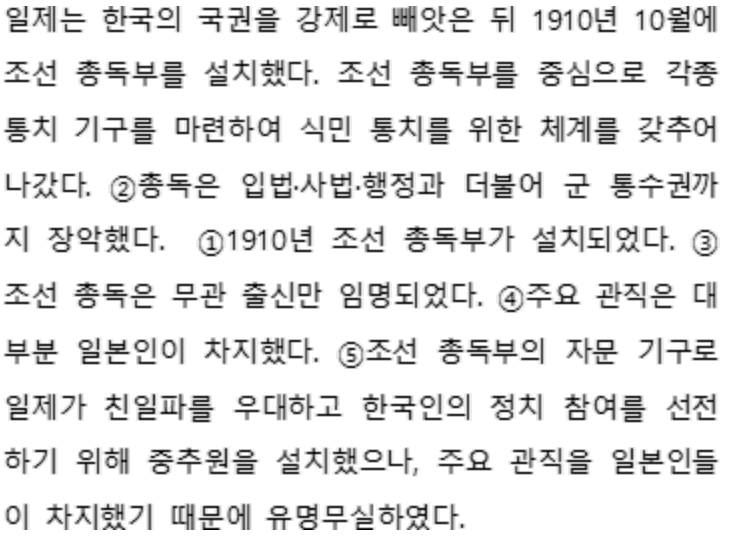 일제는 한국의 국권을 강제로 빼앗은 뒤 1910년 10월에
조선 총독부를 설치했다. 조선 총독부를 중심으로 각종
통치 기구를 마련하여 식민 통치를 위한 체계를 갖추어
나갔다. ②총독은 입법·사법·행정과 더불어 군 통수권까
지 장악했다. ①1910년 조선 총독부가 설치되었다. ③
조선 총독은 무관 출신만 임명되었다. ④주요 관직은 대
부분 일본인이 차지했다. ⑤조선 총독부의 자문 기구로
일제가 친일파를 우대하고 한국인의 정치 참여를 선전
하기 위해 중추원을 설치했으나, 주요 관직을 일본인들
이 차지했기 때문에 유명무실하였다.